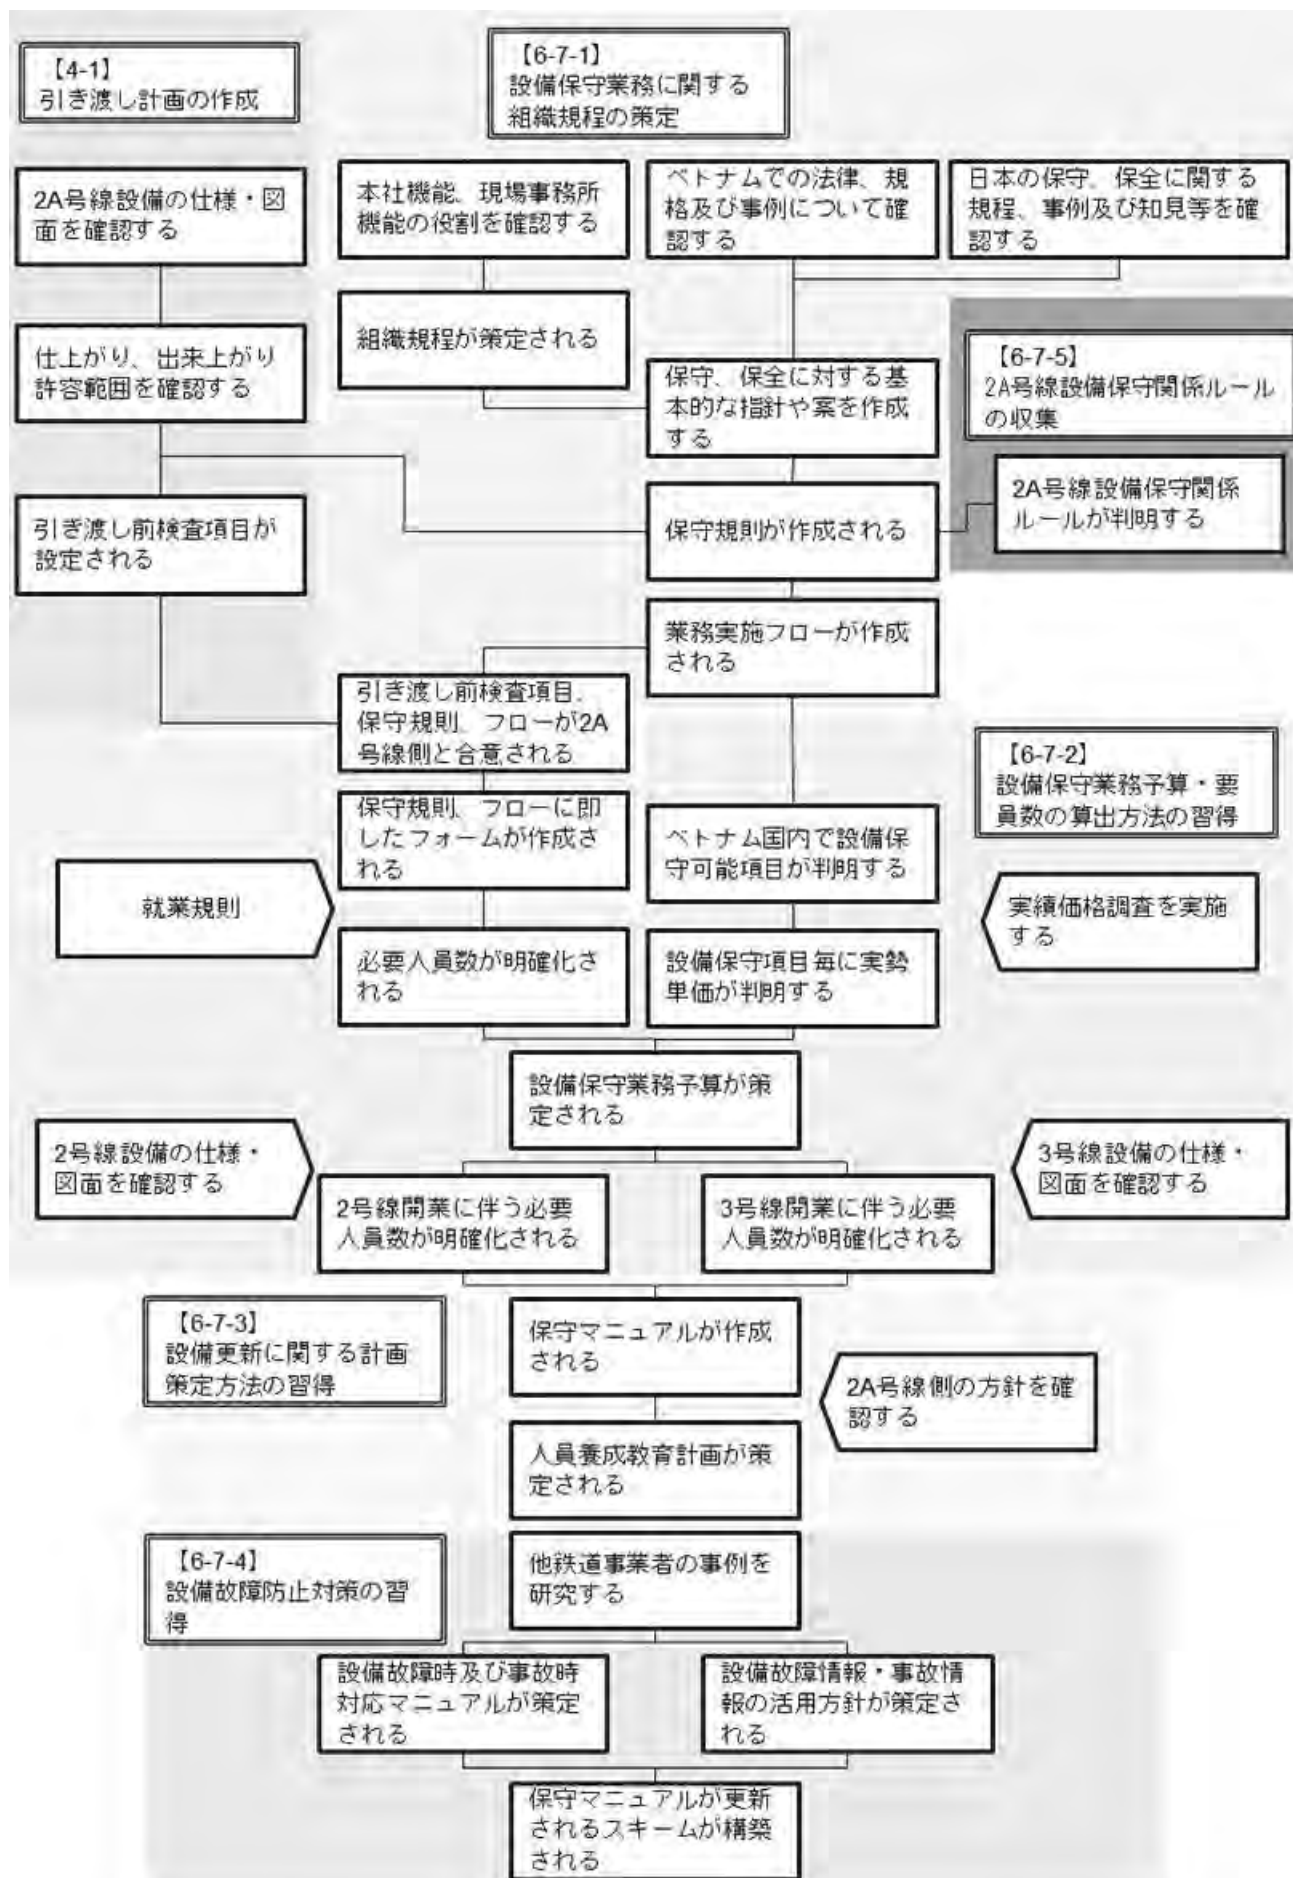 【4-1】
引き渡し計画の作成
【6-7-1】
設備保守業務に関する
組織規程の策定
2A号線設備の仕様・図
面を確認する
本社機能、現場事務所
機能の役割を確認する
ベトナムでの法律、規
格及び事例について確
認する
日本の保守、保全に関する
規程、事例及び知見等を確
認する
仕上がり、出来上がり
許容範囲を確認する
組織規程が策定される
保守、保全に対する基
本的な指針や案を作成
する
【6-7-5】
2A号線設備保守関係ルール
の収集
2A号線設備保守関係
ルールが判明する
引き渡し前検査項目が
設定される
保守規則が作成される
業務実施フローが作成
される
引き渡し前検査項目、
保守規則、フローが2A
号線側と合意される
【6-7-2】
設備保守業務予算・要
員数の算出方法の習得
保守規則、フローに即
したフォームが作成さ
れる
ベトナム国内で設備保
守可能項目が判明する
就業規則
実績価格調査を実施
する
必要人員数が明確化さ
れる
設備保守項目毎に実勢
単価が判明する
設備保守業務予算が策
定される
2号線設備の仕様・
図面を確認する
3号線設備の仕様・
図面を確認する
2号線開業に伴う必要
人員数が明確化される
3号線開業に伴う必要
人員数が明確化される
【6-7-3】
設備更新に関する計画
策定方法の習得
保守マニュアルが作成
される
2A号線側の方針を確
認する
人員養成教育計画が策
定される
【6-7-4】
設備故障防止対策の習
得
他鉄道事業者の事例を
研究する
設備故障時及び事故時
対応マニュアルが策定
される
設備故障情報・事故情
報の活用方針が策定さ
れる
保守マニュアルが更新
されるスキームが構築
される